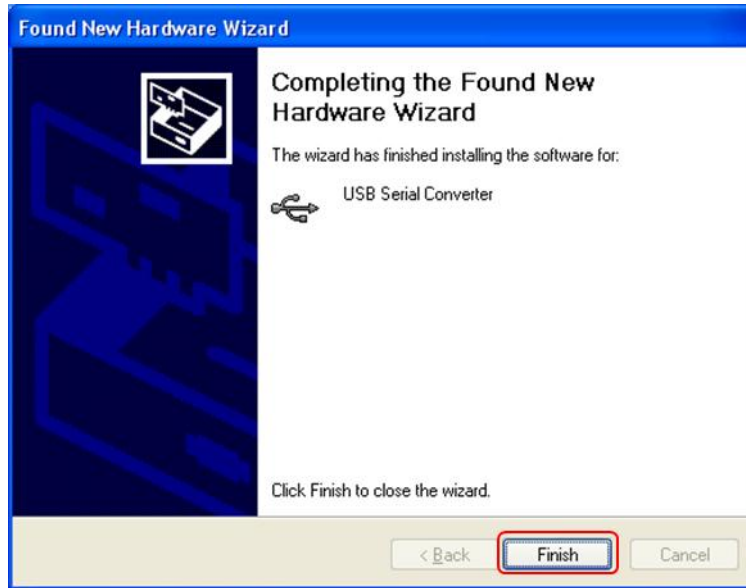 Found New Hardware Wizard
Completing the Found New
Hardware Wizard
The wizard has finished installing the software for:
USB Serial Converter
Click Finish to close the wizard.
< Back
Finish
Cancel